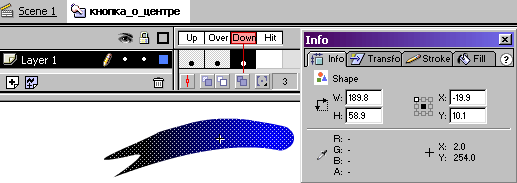 Scene 1 кнопка_о_центре
Up Over Down Hit
Layer 1
3
Info
Info Transfo Stroke Fill ?
Shape
W: 189.8 X: -19.9
H: 58.9 Y: 10.1
R: - X: 2.0
G: - Y: 254.0
B: -
A: -